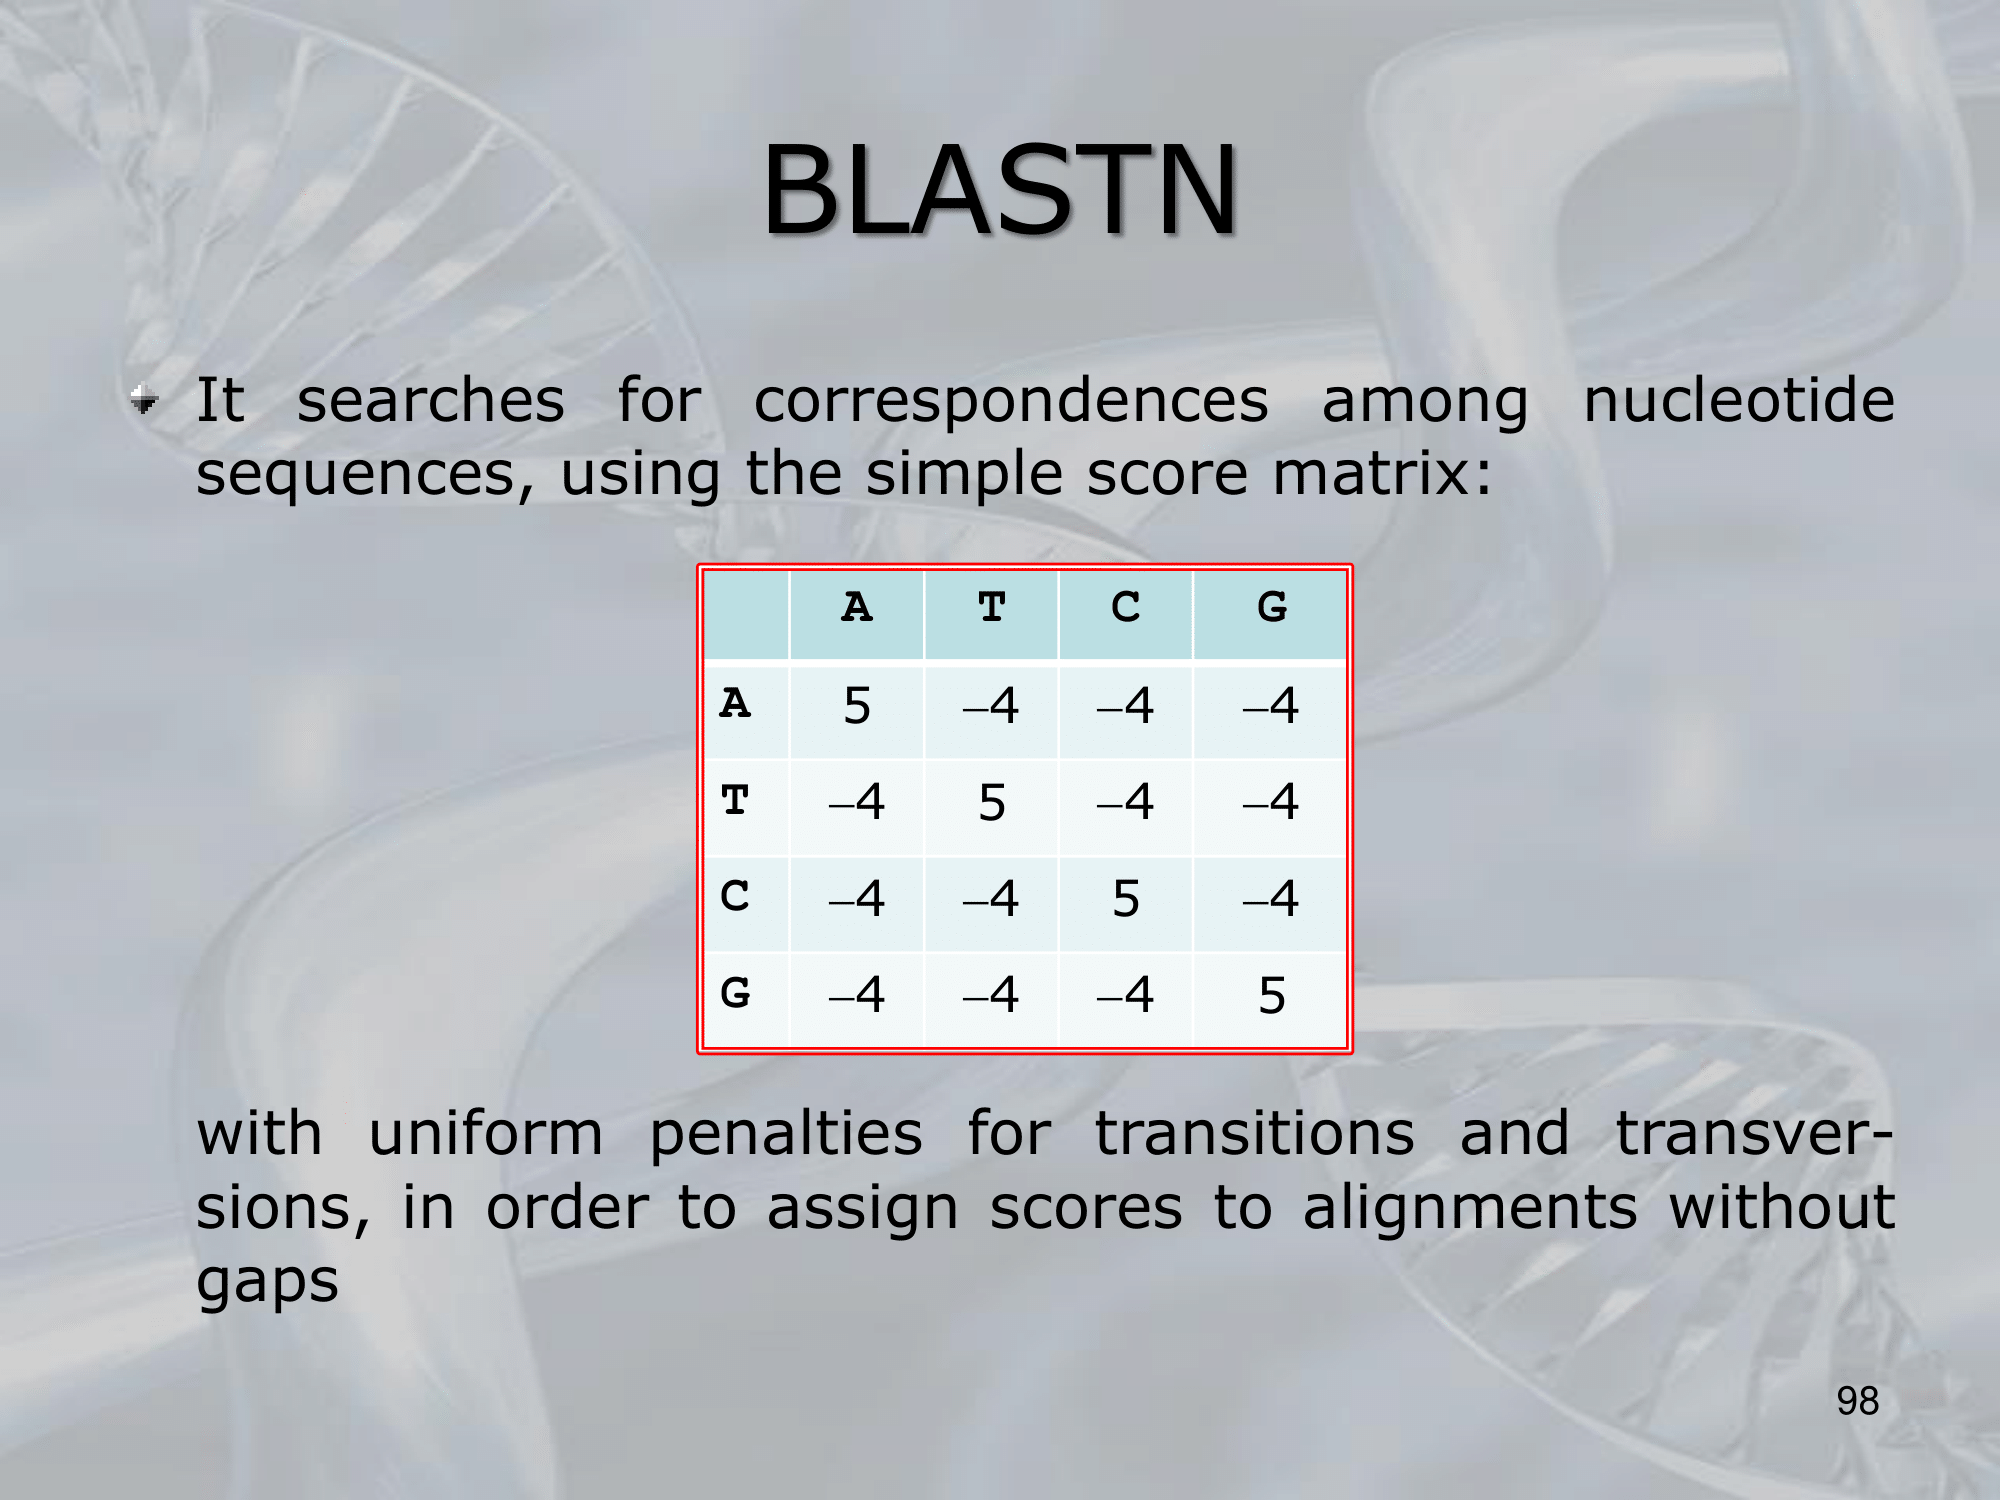 BLASTN
It searches for correspondences among nucleotide
sequences, using the simple score matrix:
A T C G
A 5 –4 –4 –4
T –4 5 –4 –4
C –4 –4 5 –4
G –4 –4 –4 5
with uniform penalties for transitions and transver-
sions, in order to assign scores to alignments without
gaps
98